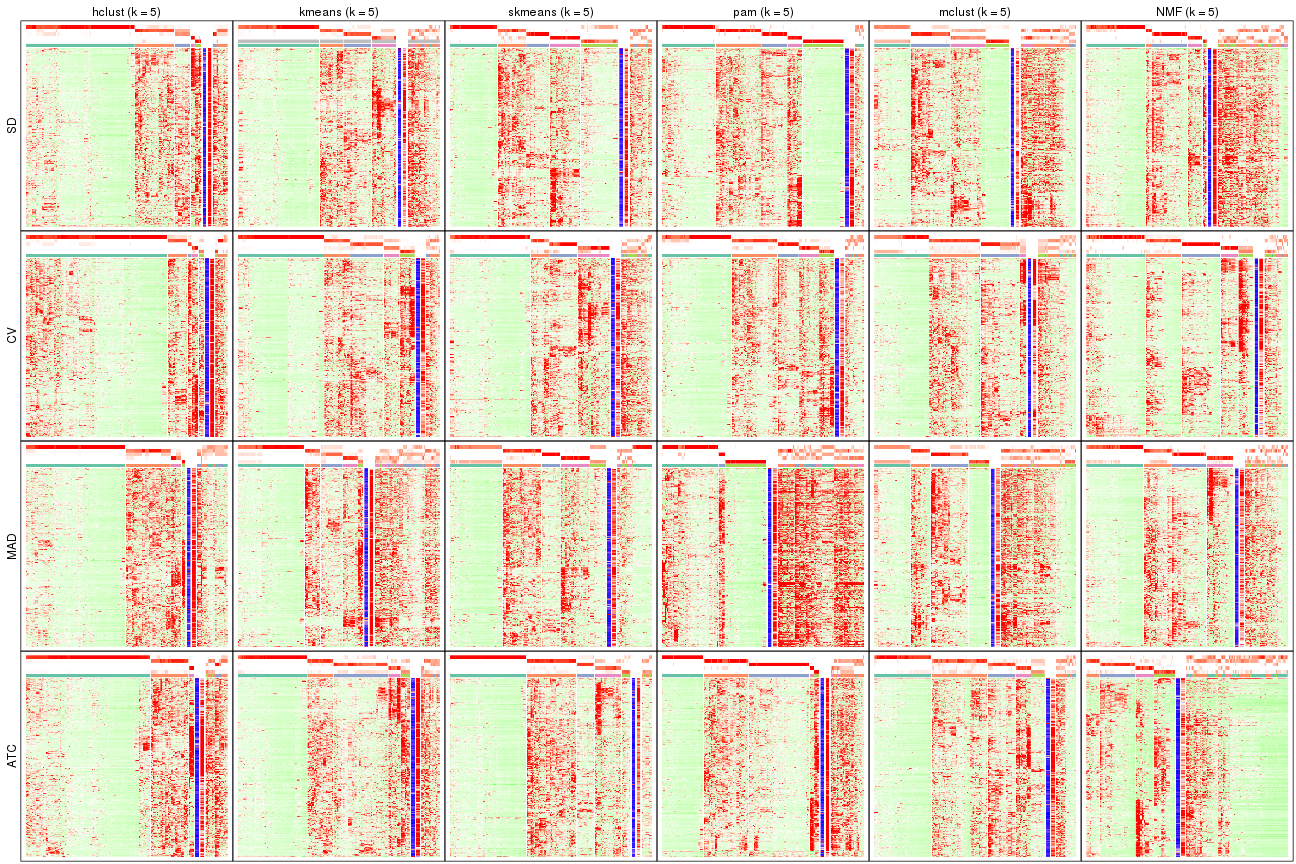 hclust (k = 5) kmeans (k = 5) skmeans (k = 5) pam (k = 5) mclust (k = 5) NMF (k = 5)
SD
CV
MAD
ATC